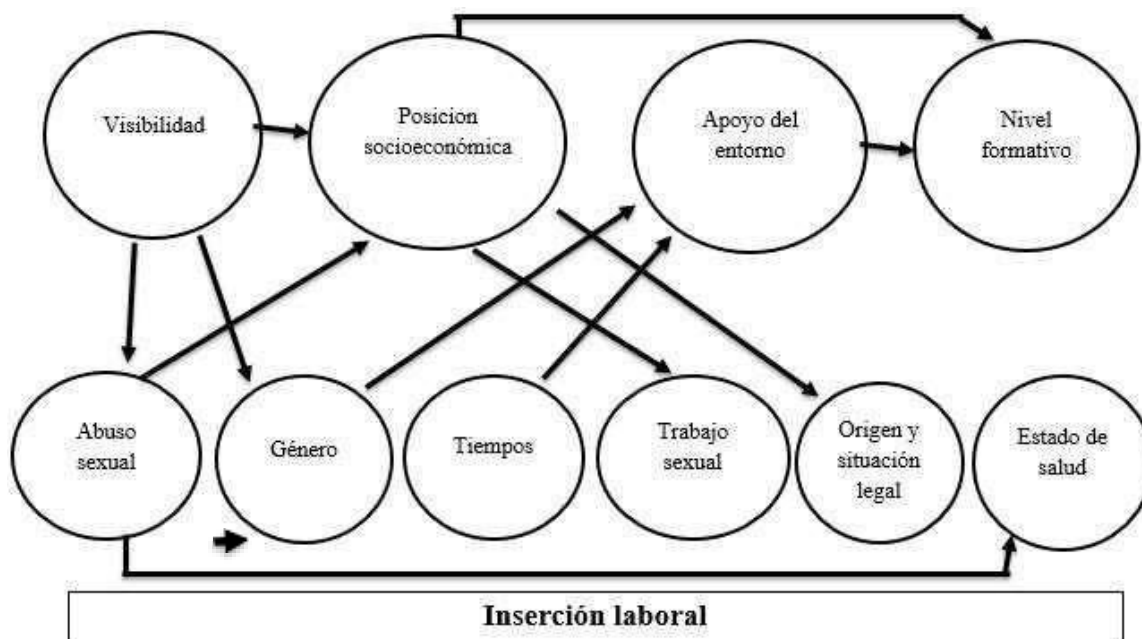 Visibilidad
Posicion
socioeconómica
Apoyo del
entorno
Nivel
formativo
Abuso
sexual
Género
Tiempos
Trabajo
sexual
Origen y
situación
legal
Estado de
salud
Inserción laboral